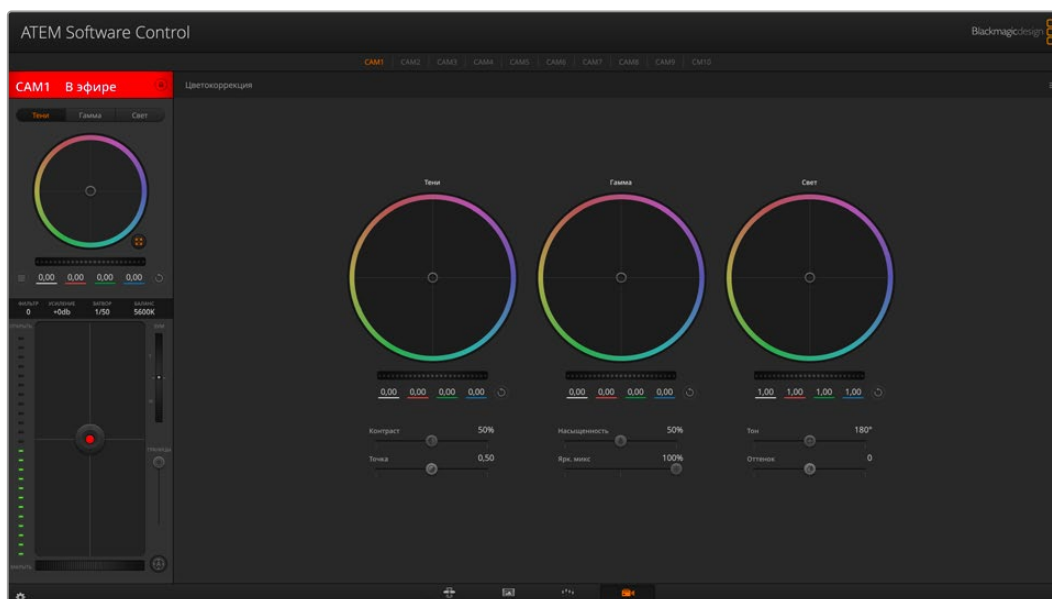 ATEM Software Control
Blackmagicdesign
CAM1 CAM2 CAM3 CAM4 CAM5 CAM6 CAM7 CAM8 CAM9 CM10
CAM1 В эфире
Цветокоррекция
Тени Гамма Свет
Тени Гамма Свет
0,00 0,00 0,00 0,00
ФИЛЬТР УСИЛЕНИЕ ЗАТВОР БАЛАНС
0 +0db 1/50 5600K
0,00 0,00 0,00 0,00
0,00 0,00 0,00 0,00
1,00 1,00 1,00 1,00
Контраст 50%
Насыщенность 50%
Тон 180°
Точка 0,50
Ярк. микс 100%
Оттенок 0